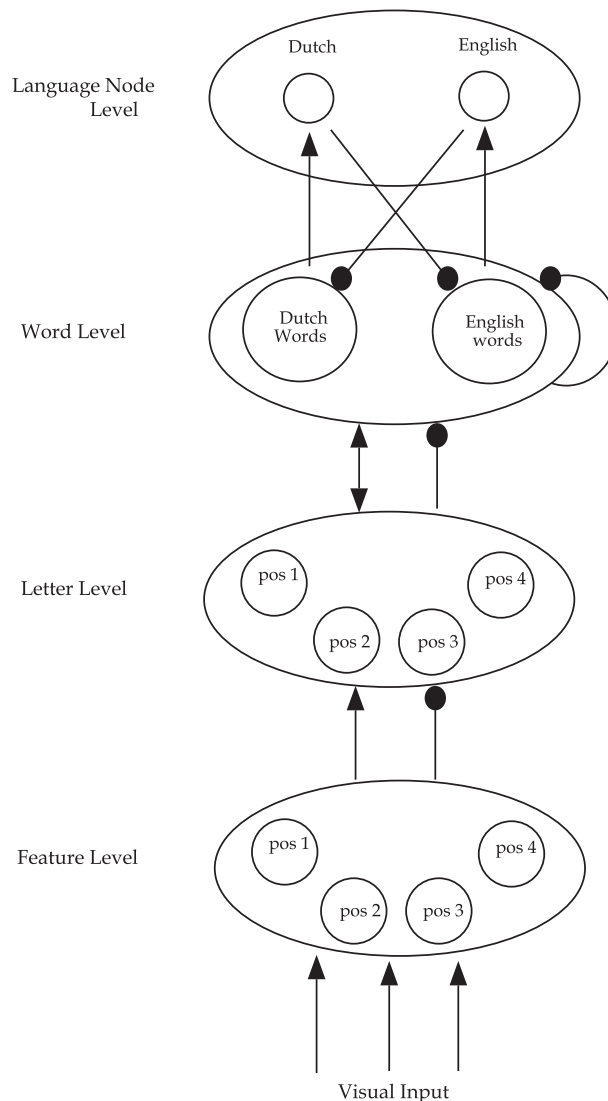 Dutch
English
Language Node
Level
Dutch
Words
English
words
Word Level
pos 1
pos 4
Letter Level
pos 2
pos 3
pos 1
pos 4
Feature Level
pos 2
pos 3
Visual Input